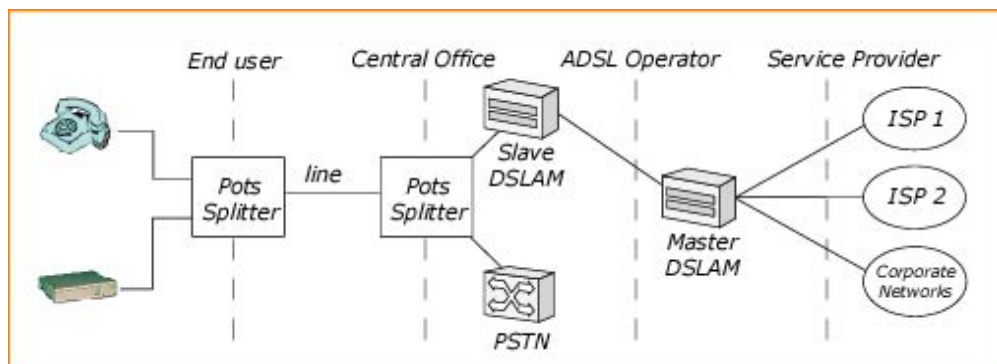 End user
Central Office
ADSL Operator
Service Provider
Pots
Splitter
line
Pots
Splitter
Slave
DSLAM
PSTN
Master
DSLAM
ISP 1
ISP 2
Corporate
Networks